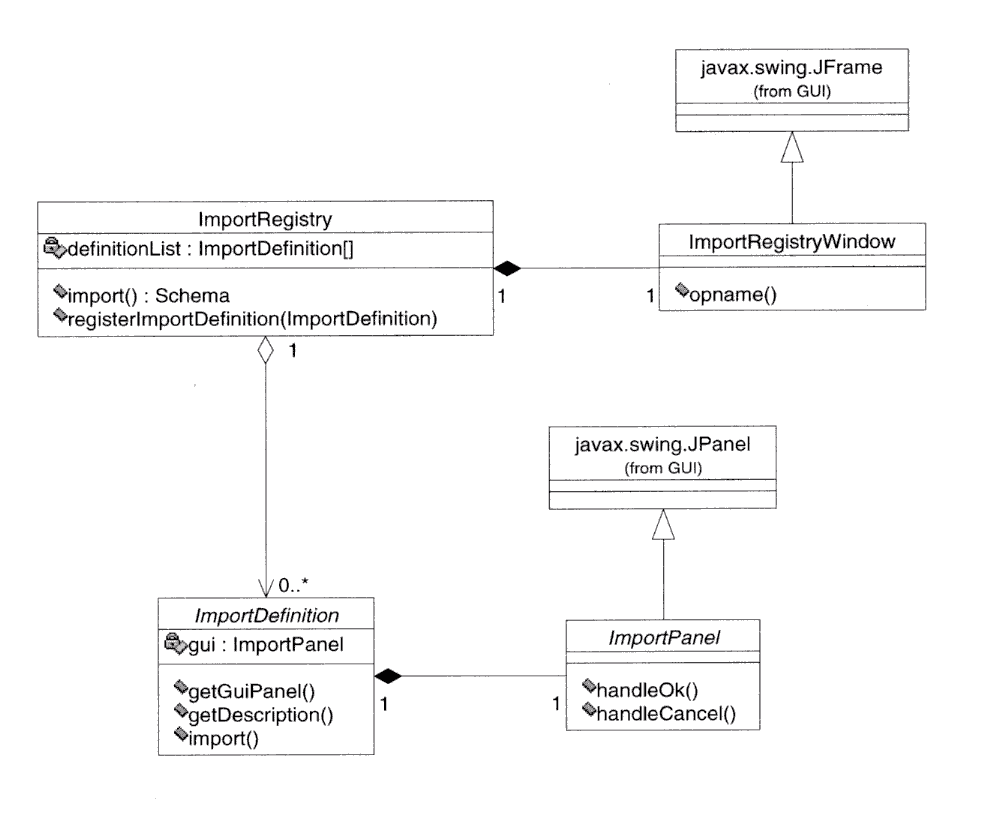 javax.swing.JFrame
(from GUI)
ImportRegistry
definitionList : ImportDefinition[]
import() : Schema
registerImportDefinition(ImportDefinition)
ImportRegistryWindow
opname()
1
1
1
javax.swing.JPanel
(from GUI)
0..*
ImportDefinition
gui : ImportPanel
getGuiPanel()
getDescription()
import()
1
1
ImportPanel
handleOk()
handleCancel()